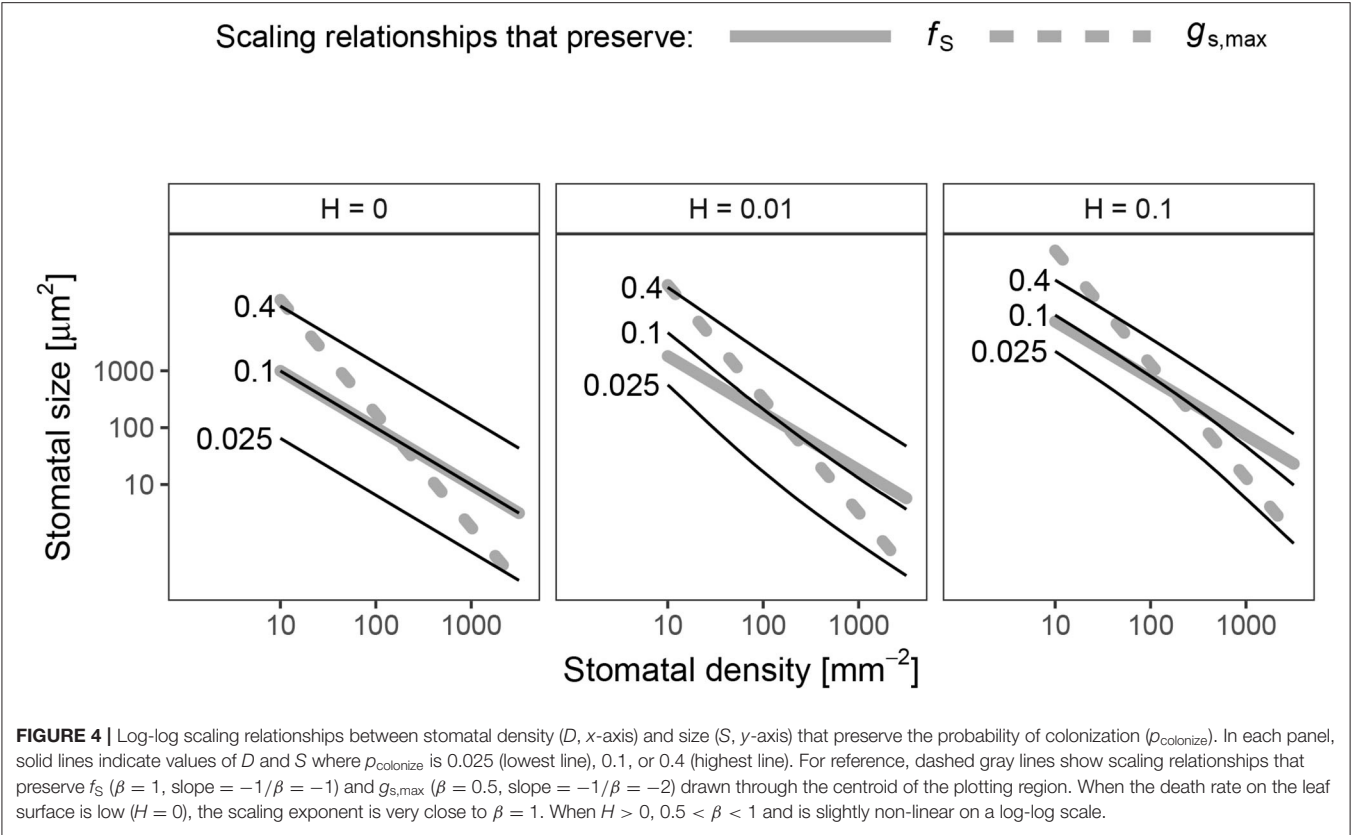 Scaling relationships that preserve: fS gs,max
H = 0 H = 0.01 H = 0.1
Stomatal size [μm²]
1000
100
10
0.4
0.1
0.025
0.4
0.1
0.025
0.4
0.1
0.025
10 100 1000 10 100 1000 10 100 1000
Stomatal density [mm⁻²]
FIGURE 4 | Log-log scaling relationships between stomatal density (D, x-axis) and size (S, y-axis) that preserve the probability of colonization (pcolonize). In each panel,
solid lines indicate values of D and S where pcolonize is 0.025 (lowest line), 0.1, or 0.4 (highest line). For reference, dashed gray lines show scaling relationships that
preserve fS (β = 1, slope = −1/β = −1) and gs,max (β = 0.5, slope = −1/β = −2) drawn through the centroid of the plotting region. When the death rate on the leaf
surface is low (H = 0), the scaling exponent is very close to β = 1. When H > 0, 0.5 < β < 1 and is slightly non-linear on a log-log scale.